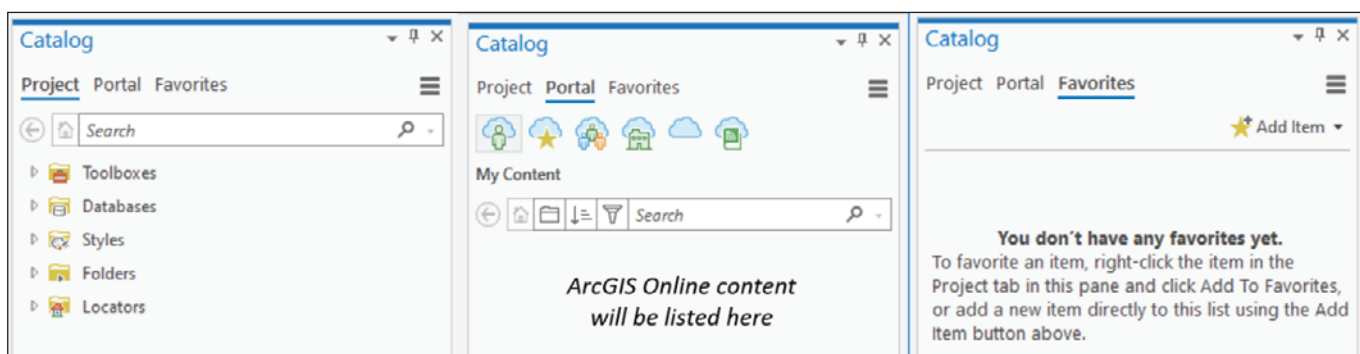 Catalog
Project Portal Favorites
Search
Toolboxes
Databases
Styles
Folders
Locators
Catalog
Project Portal Favorites
My Content
Search
ArcGIS Online content
will be listed here
Catalog
Project Portal Favorites
Add Item
You don't have any favorites yet.
To favorite an item, right-click the item in the
Project tab in this pane and click Add To Favorites,
or add a new item directly to this list using the Add
Item button above.